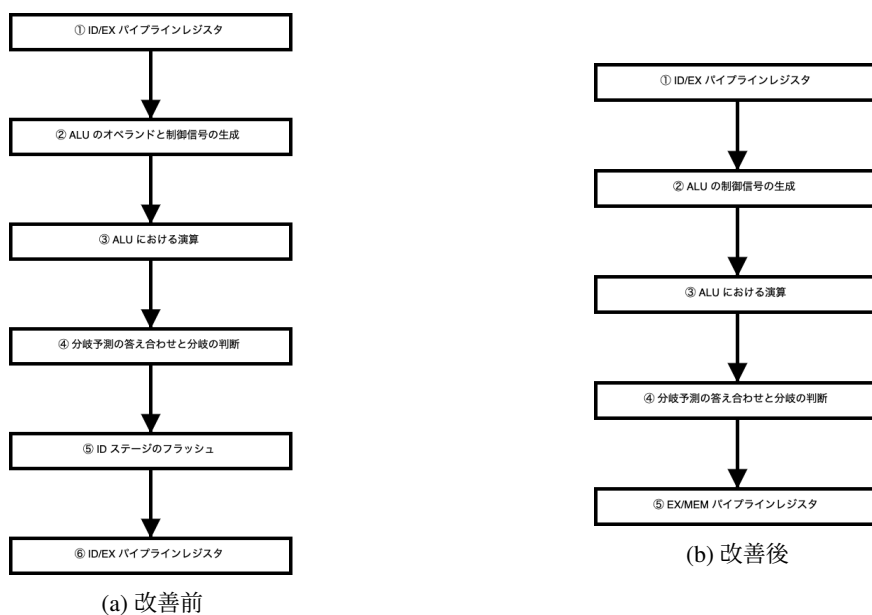 ① ID/EX パイプラインレジスタ
② ALU のオペランドと制御信号の生成
③ ALU における演算
④ 分岐予測の答え合わせと分岐の判断
⑤ ID ステージのフラッシュ
⑥ ID/EX パイプラインレジスタ
(a) 改善前
① ID/EX パイプラインレジスタ
② ALU の制御信号の生成
③ ALU における演算
④ 分岐予測の答え合わせと分岐の判断
⑤ EX/MEM パイプラインレジスタ
(b) 改善後